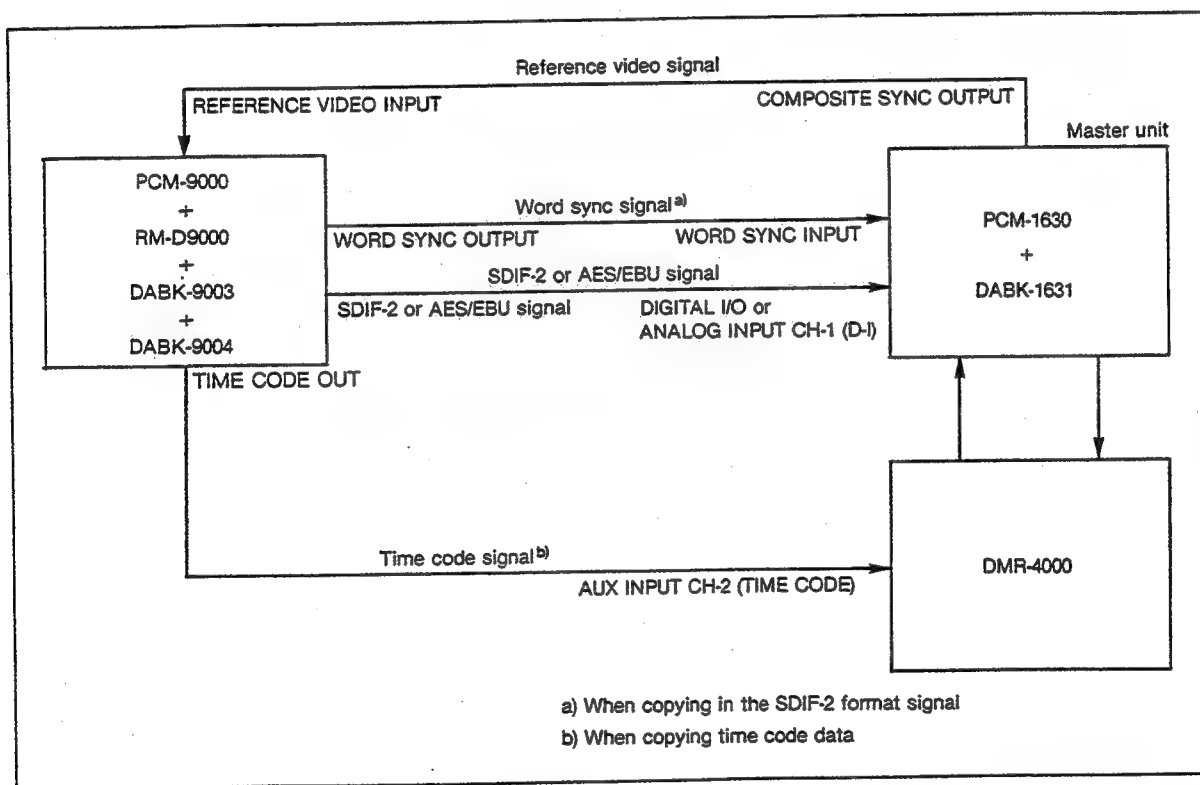 Reference video signal
REFERENCE VIDEO INPUT
COMPOSITE SYNC OUTPUT
Master unit
PCM-9000
+
RM-D9000
+
DABK-9003
+
DABK-9004
Word sync signal a)
WORD SYNC OUTPUT
WORD SYNC INPUT
SDIF-2 or AES/EBU signal
SDIF-2 or AES/EBU signal
DIGITAL I/O or
ANALOG INPUT CH-1 (D-I)
PCM-1630
+
DABK-1631
TIME CODE OUT
Time code signal b)
AUX INPUT CH-2 (TIME CODE)
DMR-4000
a) When copying in the SDIF-2 format signal
b) When copying time code data